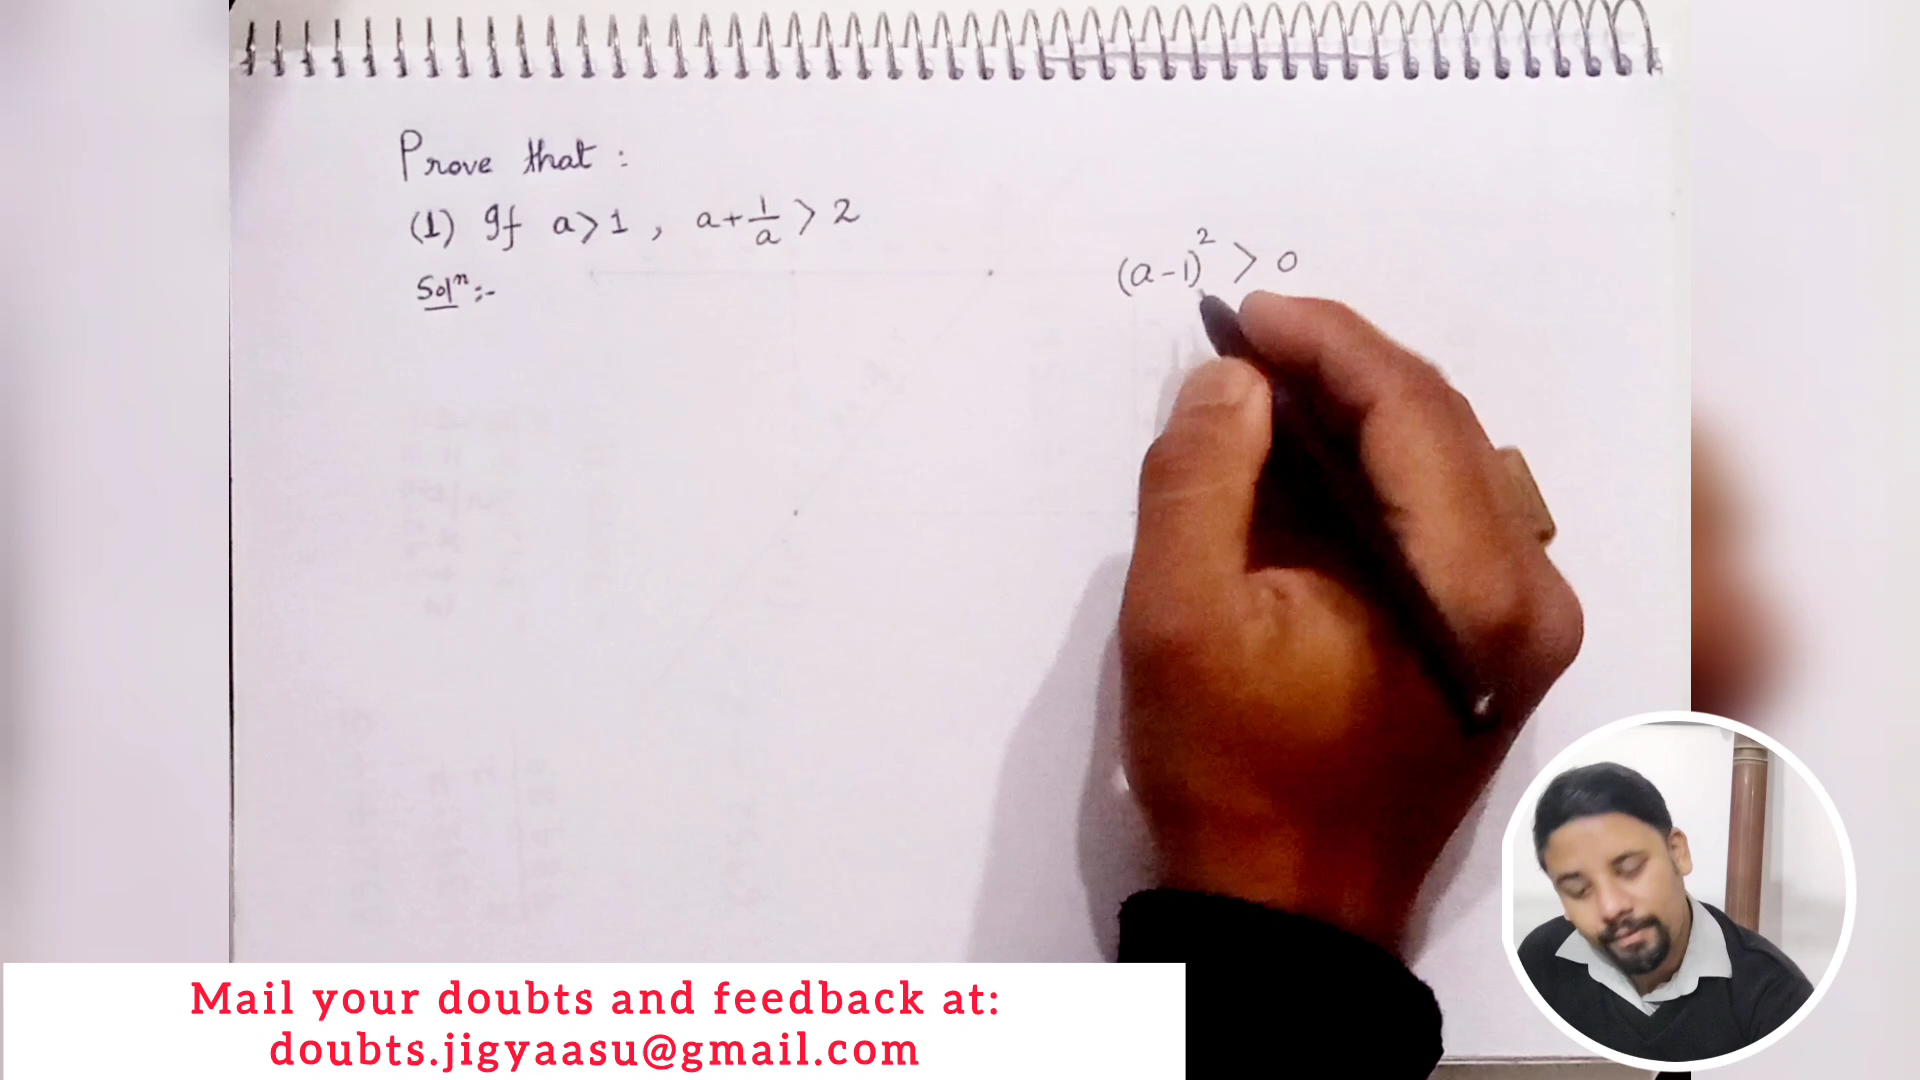 Prove that :
(1) If a > 1 , a + 1/a > 2
Solⁿ :-
(a-1)² > 0
Mail your doubts and feedback at:
doubts.jigyaasu@gmail.com